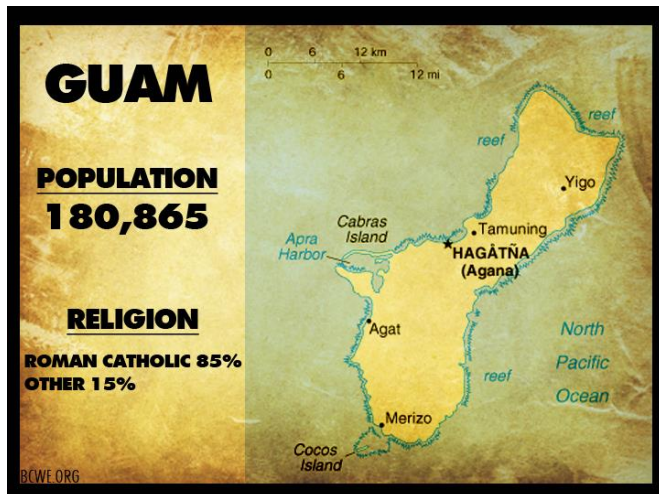 GUAM
POPULATION
180,865
RELIGION
ROMAN CATHOLIC 85%
OTHER 15%
BCWE.ORG
0 6 12 km
0 6 12 mi
reef
reef
Yigo
Cabras
Island
Tamuning
Apra
Harbor
HAGÂTÑA
(Agana)
Agat
North
Pacific
Ocean
reef
Merizo
Cocos
Island